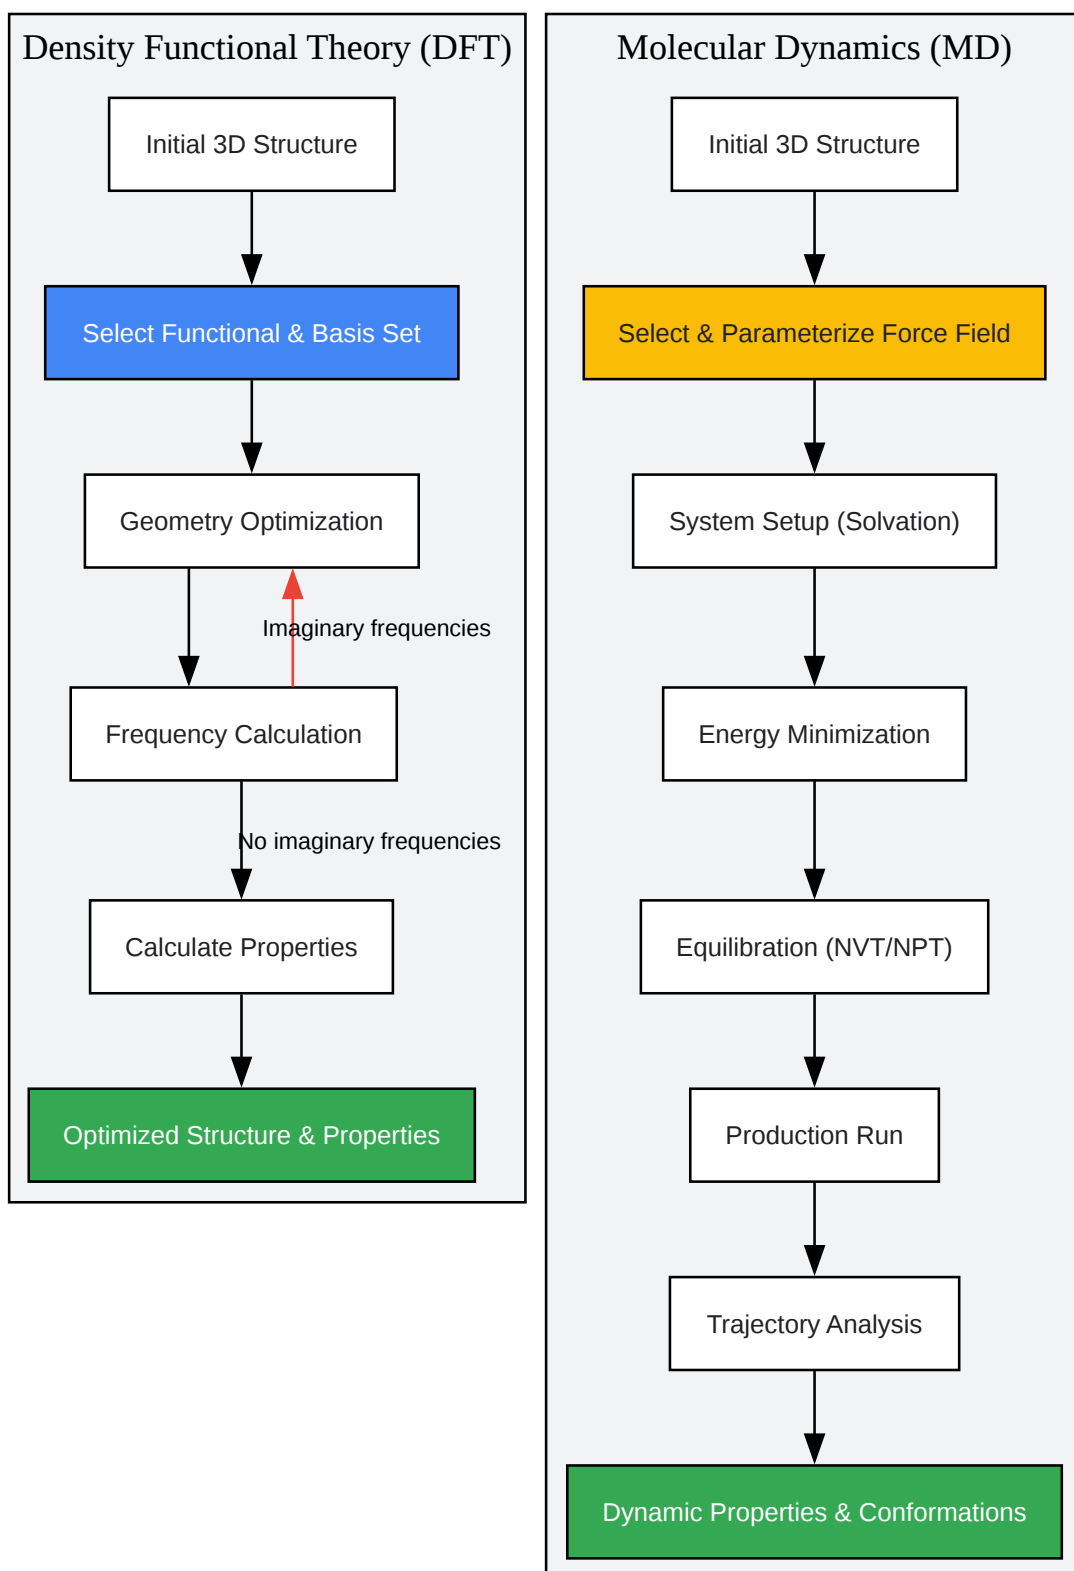 Density Functional Theory (DFT)
Initial 3D Structure
Select Functional & Basis Set
Geometry Optimization
Imaginary frequencies
Frequency Calculation
No imaginary frequencies
Calculate Properties
Optimized Structure & Properties
Molecular Dynamics (MD)
Initial 3D Structure
Select & Parameterize Force Field
System Setup (Solvation)
Energy Minimization
Equilibration (NVT/NPT)
Production Run
Trajectory Analysis
Dynamic Properties & Conformations